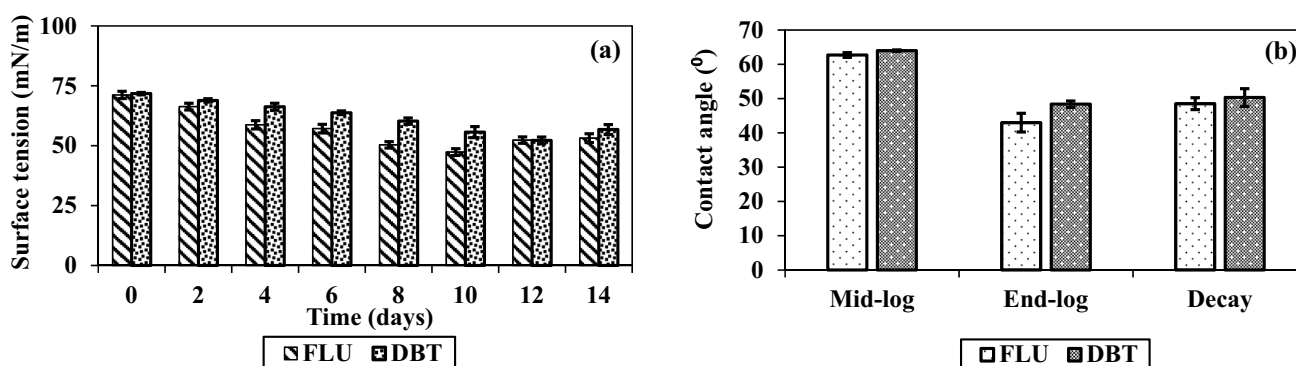 Surface tension (mN/m)
100
75
50
25
0
(a)
0 2 4 6 8 10 12 14
Time (days)
FLU DBT
Contact angle (⁰)
70
60
50
40
30
20
10
0
(b)
Mid-log End-log Decay
FLU DBT